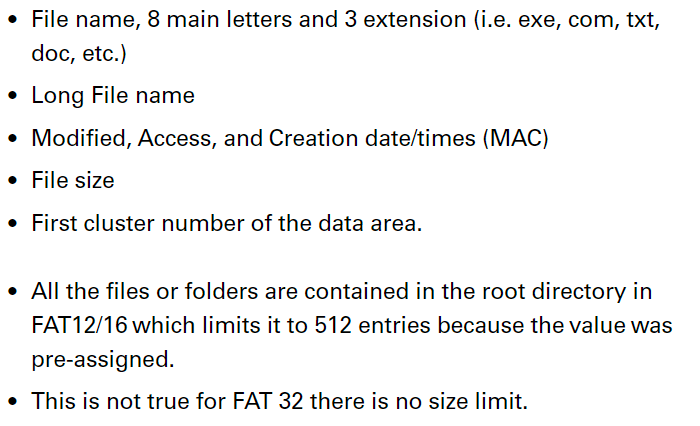 • File name, 8 main letters and 3 extension (i.e. exe, com, txt,
doc, etc.)
• Long File name
• Modified, Access, and Creation date/times (MAC)
• File size
• First cluster number of the data area.
• All the files or folders are contained in the root directory in
FAT12/16 which limits it to 512 entries because the value was
pre-assigned.
• This is not true for FAT 32 there is no size limit.